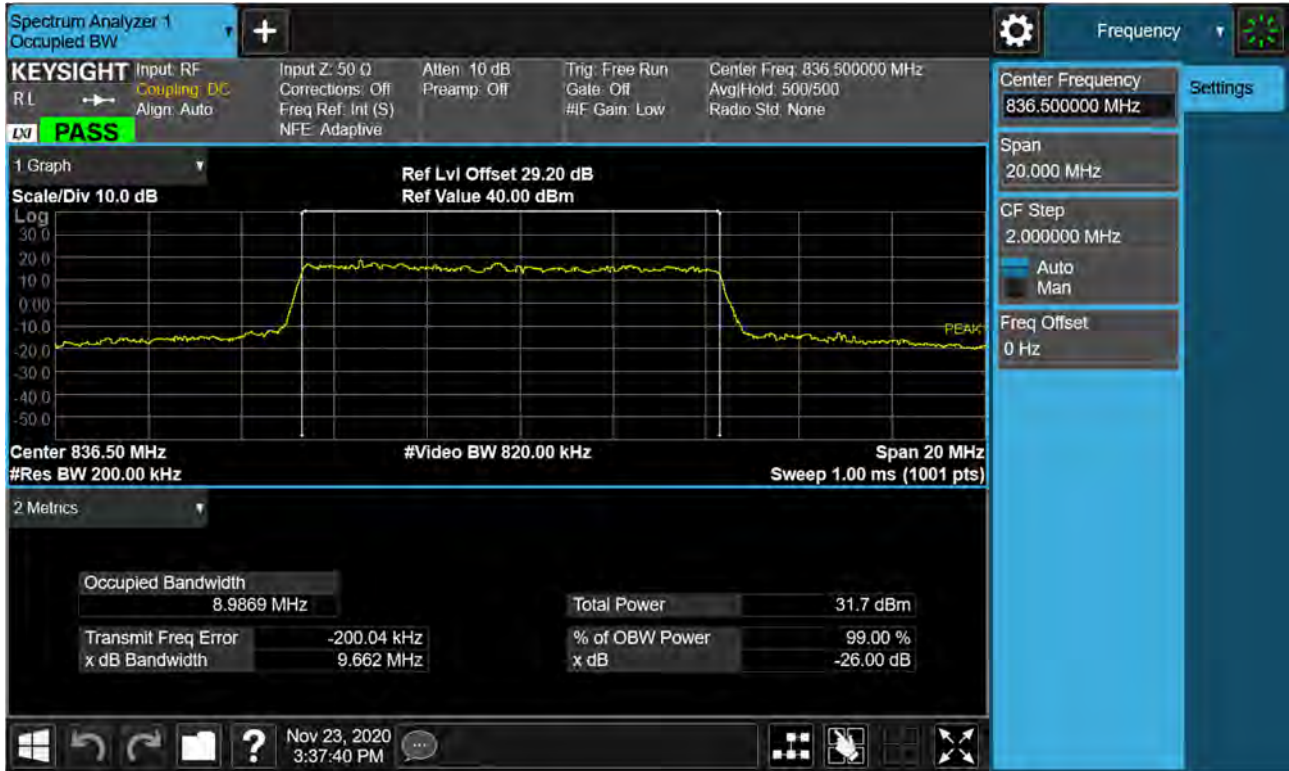 Spectrum Analyzer 1
Occupied BW
+
Frequency
KEYSIGHT
Input: RF
Coupling: DC
Align: Auto
Input Z: 50 Ω
Corrections: Off
Freq Ref: Int (S)
NFE: Adaptive
Atten: 10 dB
Preamp: Off
Trig: Free Run
Gate: Off
#IF Gain: Low
Center Freq: 836.500000 MHz
Avg|Hold: 500/500
Radio Std: None
R L
LXI
PASS
Center Frequency
836.500000 MHz
Settings
Span
20.000 MHz
CF Step
2.000000 MHz
Auto
Man
Freq Offset
0 Hz
1 Graph
Scale/Div 10.0 dB
Ref Lvl Offset 29.20 dB
Ref Value 40.00 dBm
Log
30.0
20.0
10.0
0.00
-10.0
-20.0
-30.0
-40.0
-50.0
PEAK
Center 836.50 MHz
#Video BW 820.00 kHz
Span 20 MHz
#Res BW 200.00 kHz
Sweep 1.00 ms (1001 pts)
2 Metrics
Occupied Bandwidth
8.9869 MHz
Total Power 31.7 dBm
Transmit Freq Error -200.04 kHz
% of OBW Power 99.00 %
x dB Bandwidth 9.662 MHz
x dB -26.00 dB
?
Nov 23, 2020
3:37:40 PM